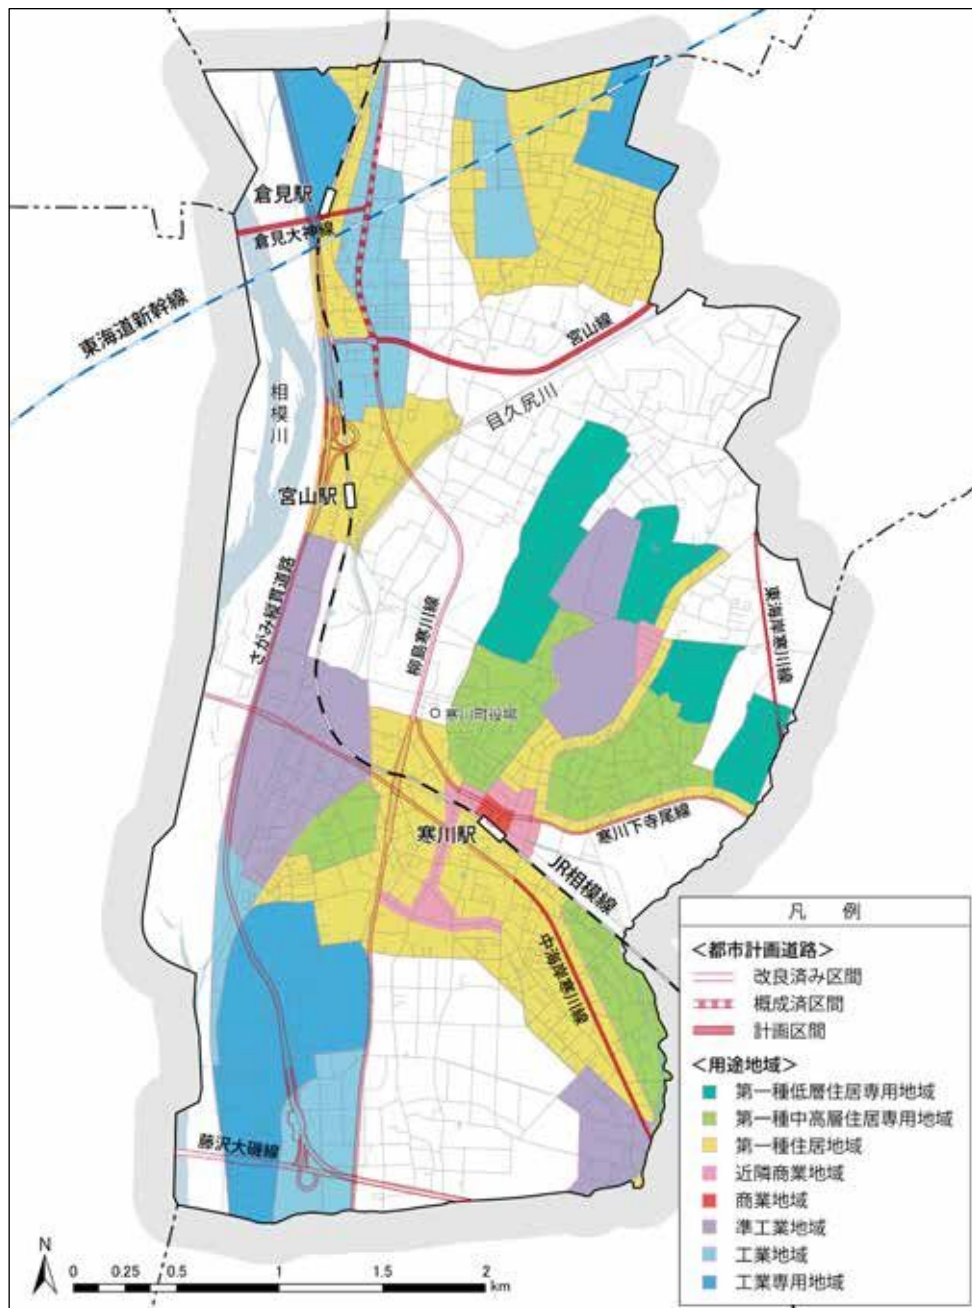 倉見駅
倉見大神線
東海道新幹線
宮山線
目久尻川
相模川
宮山駅
さがみ縦貫道路
柳島寒川線
東海岸寒川線
寒川町役場
寒川駅
寒川下寺尾線
JR相模線
中海岸寒川線
藤沢大磯線
凡 例
<都市計画道路>
改良済み区間
概成済区間
計画区間
<用途地域>
第一種低層住居専用地域
第一種中高層住居専用地域
第一種住居地域
近隣商業地域
商業地域
準工業地域
工業地域
工業専用地域
N
0 0.25 0.5 1 1.5 2
km